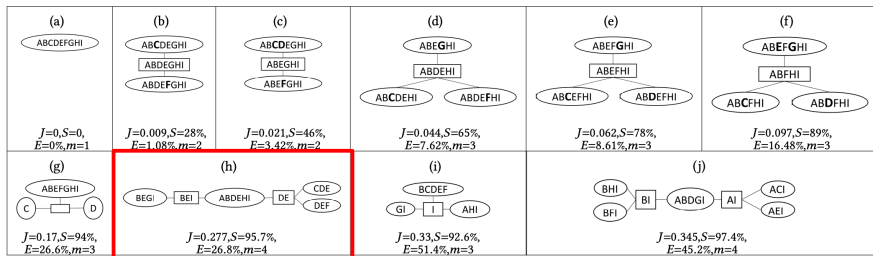 (a)
ABCDEFGHI
J=0,S=0,
E=0%,m=1
(b)
ABCDEGHI
ABDEGHI
ABDEFGHI
J=0.009,S=28%,
E=1.08%,m=2
(c)
ABCDEGHI
ABEGHI
ABEFGHI
J=0.021,S=46%,
E=3.42%,m=2
(d)
ABEGHI
ABDEHI
ABCDEHI ABDEFHI
J=0.044,S=65%,
E=7.62%,m=3
(e)
ABEFGHI
ABEFHI
ABCEFHI ABDEFHI
J=0.062,S=78%,
E=8.61%,m=3
(f)
ABEFGHI
ABFHI
ABCFHI ABDFHI
J=0.097,S=89%,
E=16.48%,m=3
(g)
ABEFGHI
C D
J=0.17,S=94%,
E=26.6%,m=3
(h)
BEGI BEI ABDEHI DE CDE
DEF
J=0.277,S=95.7%,
E=26.8%,m=4
(i)
BCDEF
GI I AHI
J=0.33,S=92.6%,
E=51.4%,m=3
(j)
BHI ACI
BI ABDGI AI
BFI AEI
J=0.345,S=97.4%,
E=45.2%,m=4